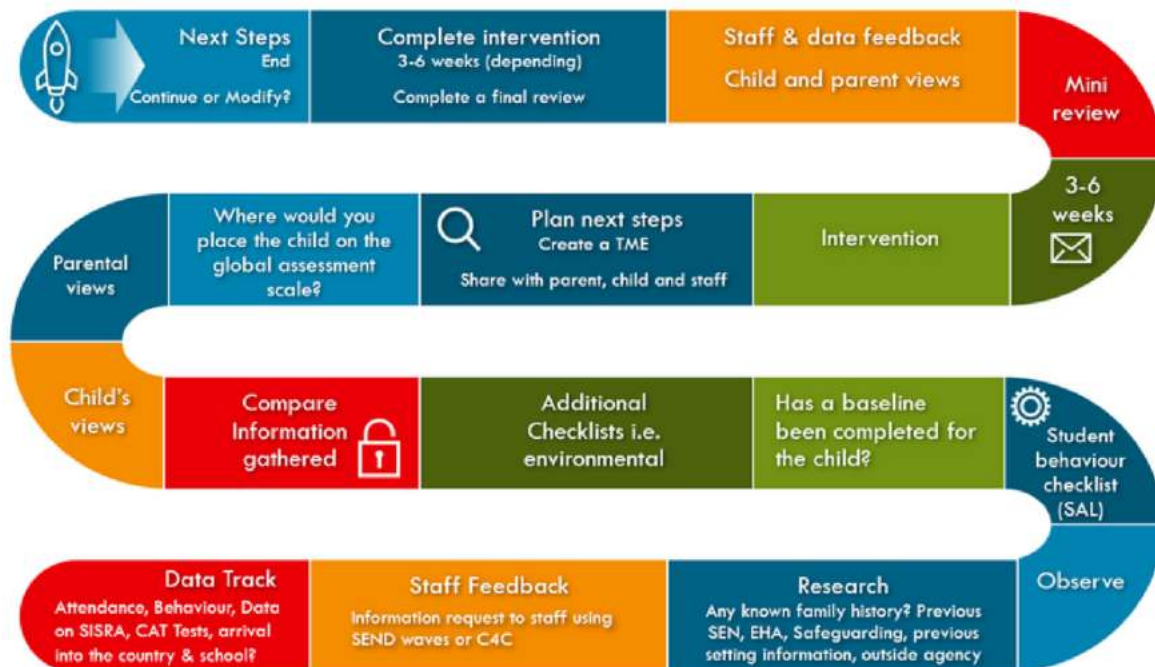 Next Steps
End
Continue or Modify?
Complete intervention
3-6 weeks (depending)
Complete a final review
Staff & data feedback
Child and parent views
Mini
review
Parental
views
Where would you
place the child on the
global assessment
scale?
Plan next steps
Create a TME
Share with parent, child and staff
Intervention
3-6
weeks
Child's
views
Compare
Information
gathered
Additional
Checklists i.e.
environmental
Has a baseline
been completed for
the child?
Student
behaviour
checklist
(SAL)
Data Track
Attendance, Behaviour, Data
on SISRA, CAT Tests, arrival
into the country & school?
Staff Feedback
Information request to staff using
SEND waves or C4C
Research
Any known family history? Previous
SEN, EHA, Safeguarding, previous
setting information, outside agency
Observe